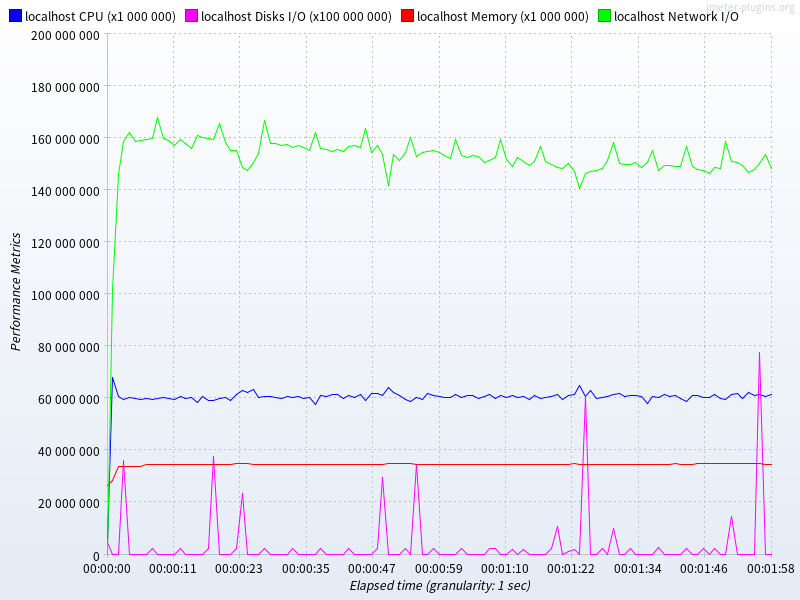 jmeter-plugins.org
localhost CPU (x1 000 000) localhost Disks I/O (x100 000 000) localhost Memory (x1 000 000) localhost Network I/O
200 000 000
180 000 000
160 000 000
140 000 000
120 000 000
100 000 000
80 000 000
60 000 000
40 000 000
20 000 000
0
Performance Metrics
00:00:00 00:00:11 00:00:23 00:00:35 00:00:47 00:00:59 00:01:10 00:01:22 00:01:34 00:01:46 00:01:58
Elapsed time (granularity: 1 sec)